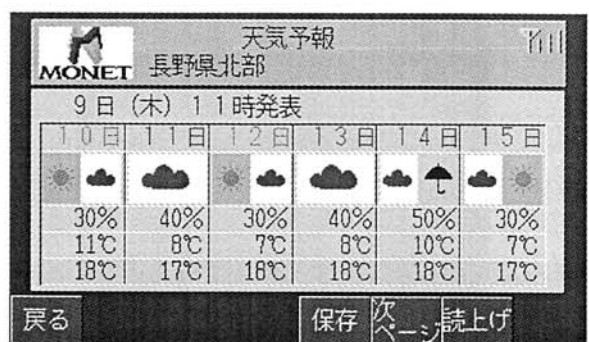 天気予報
MONET 長野県北部
9日(木)11時発表
10日 11日 12日 13日 14日 15日
30% 40% 30% 40% 50% 30%
11℃ 8℃ 7℃ 8℃ 10℃ 7℃
18℃ 17℃ 18℃ 18℃ 18℃ 17℃
戻る 保存 次ページ 読上げ